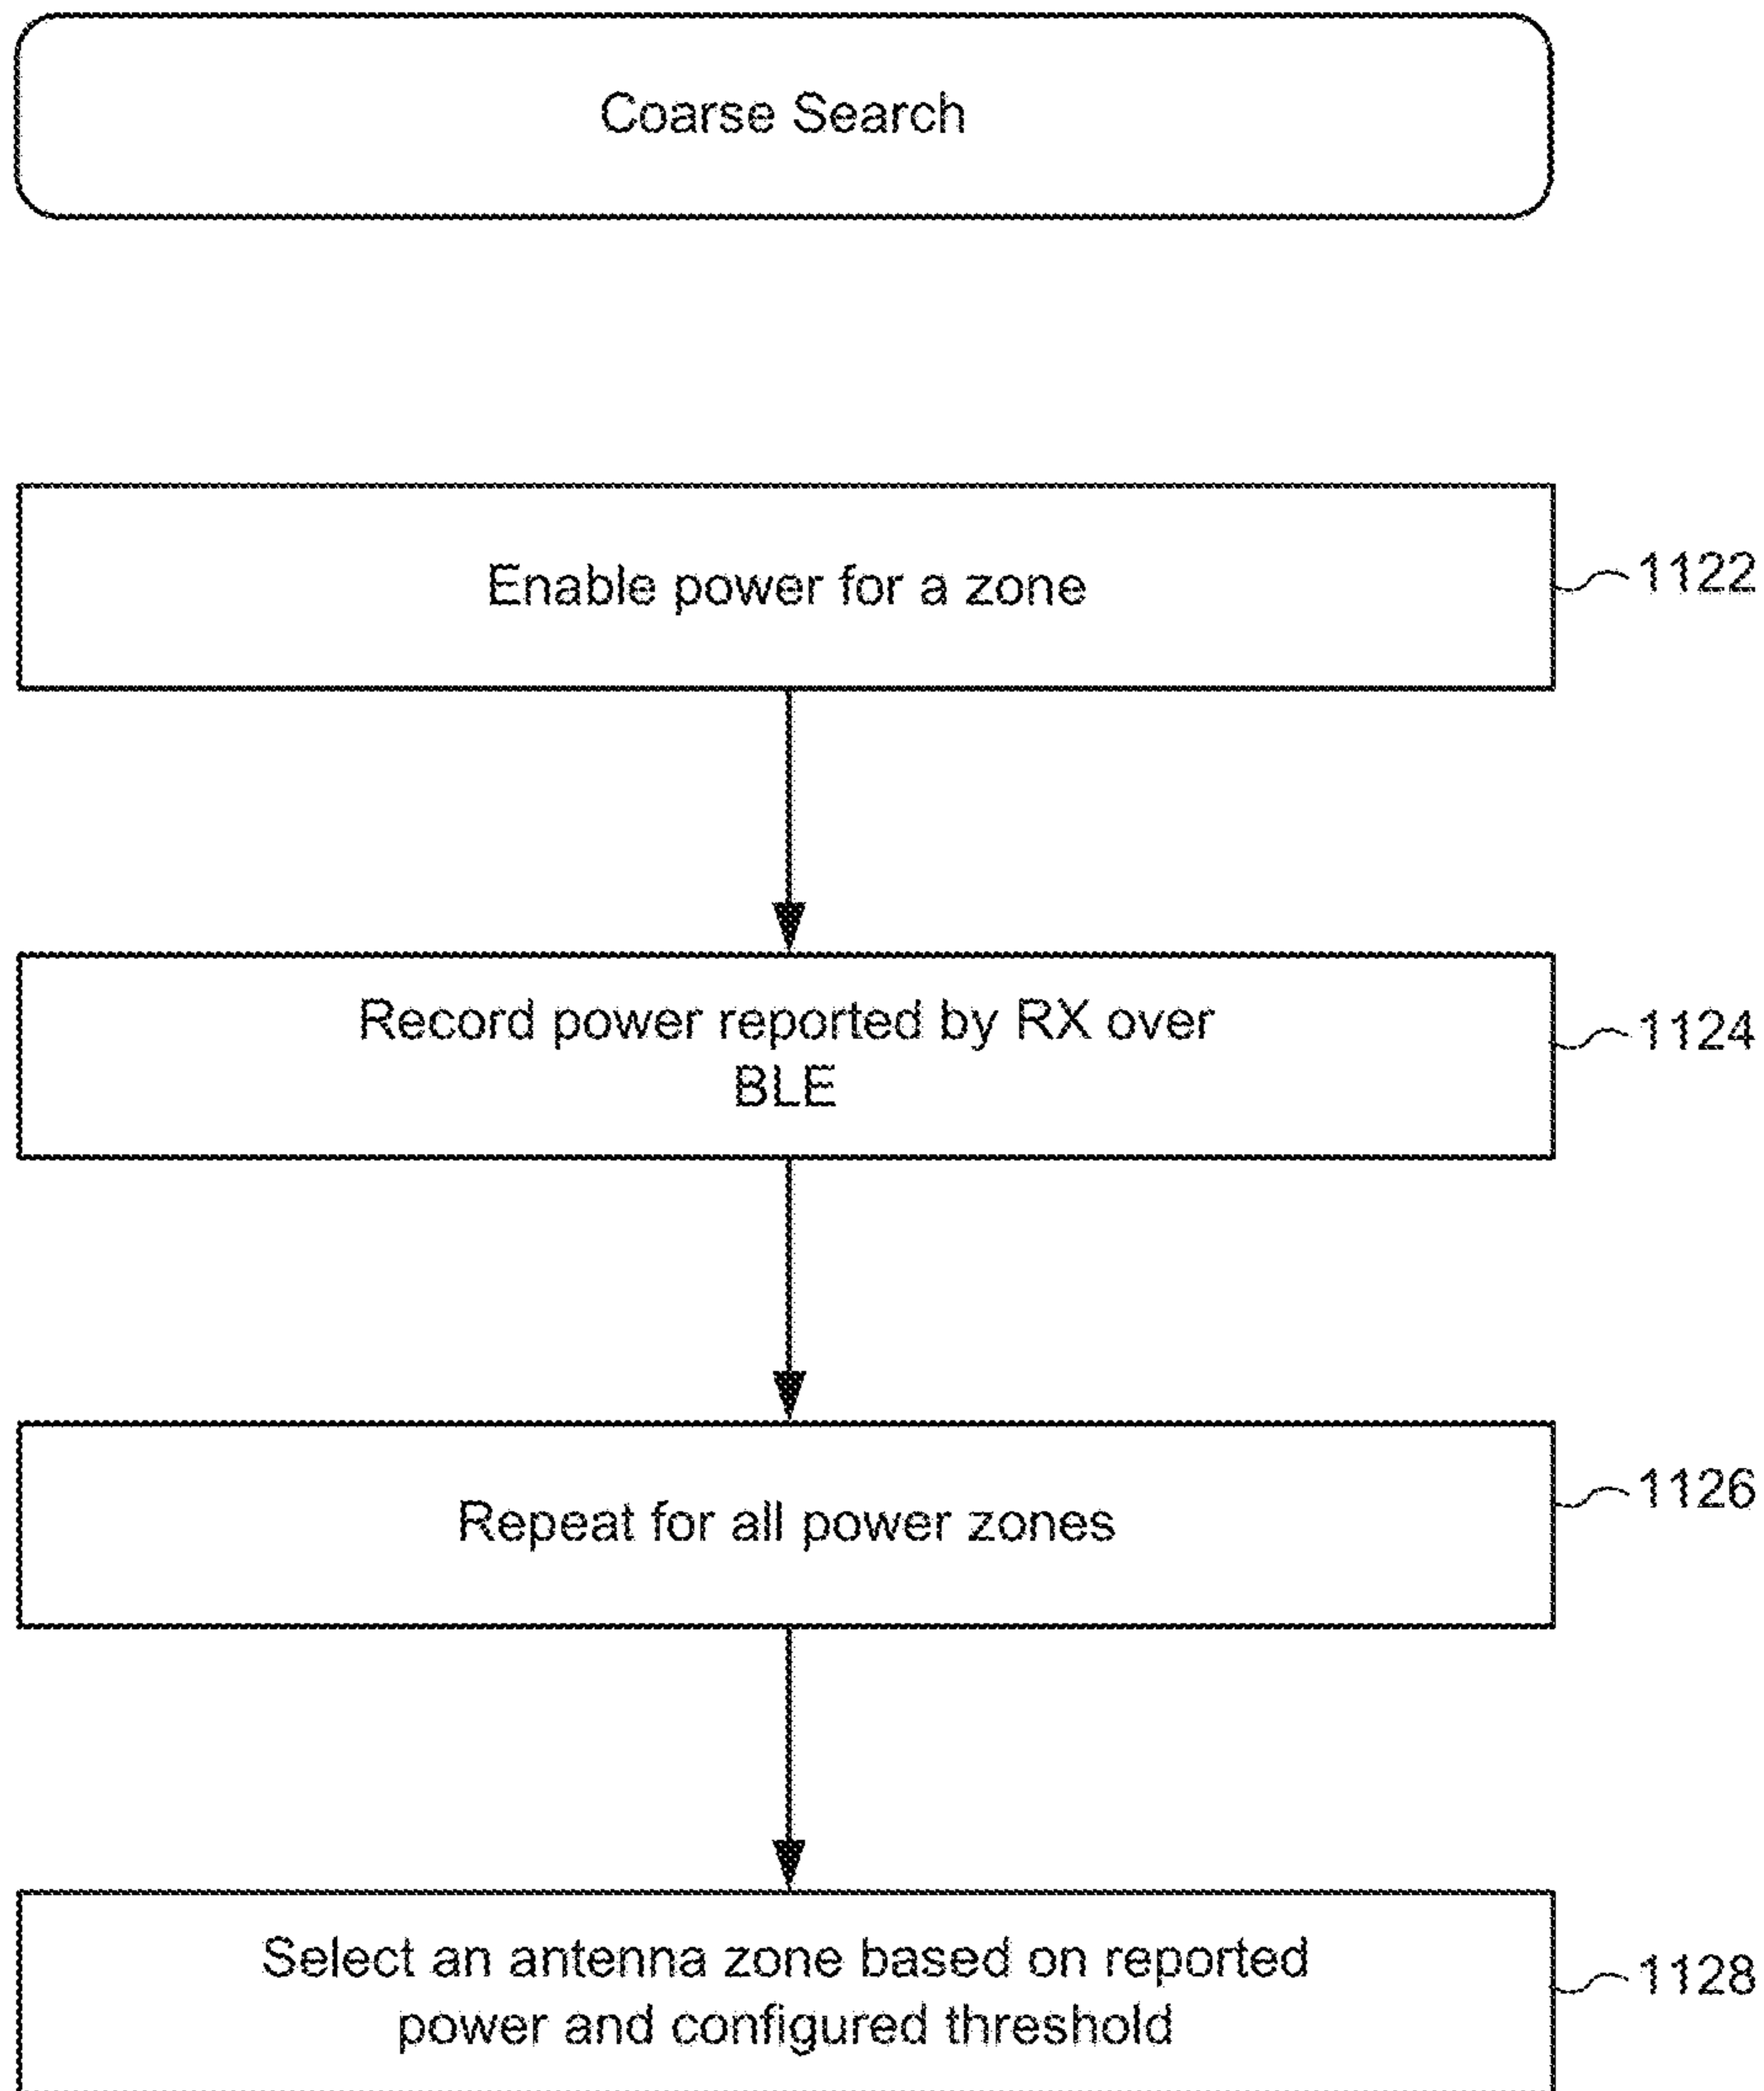 Coarse Search
Enable power for a zone
1122
Record power reported by RX over
BLE
1124
Repeat for all power zones
1126
Select an antenna zone based on reported
power and configured threshold
1128